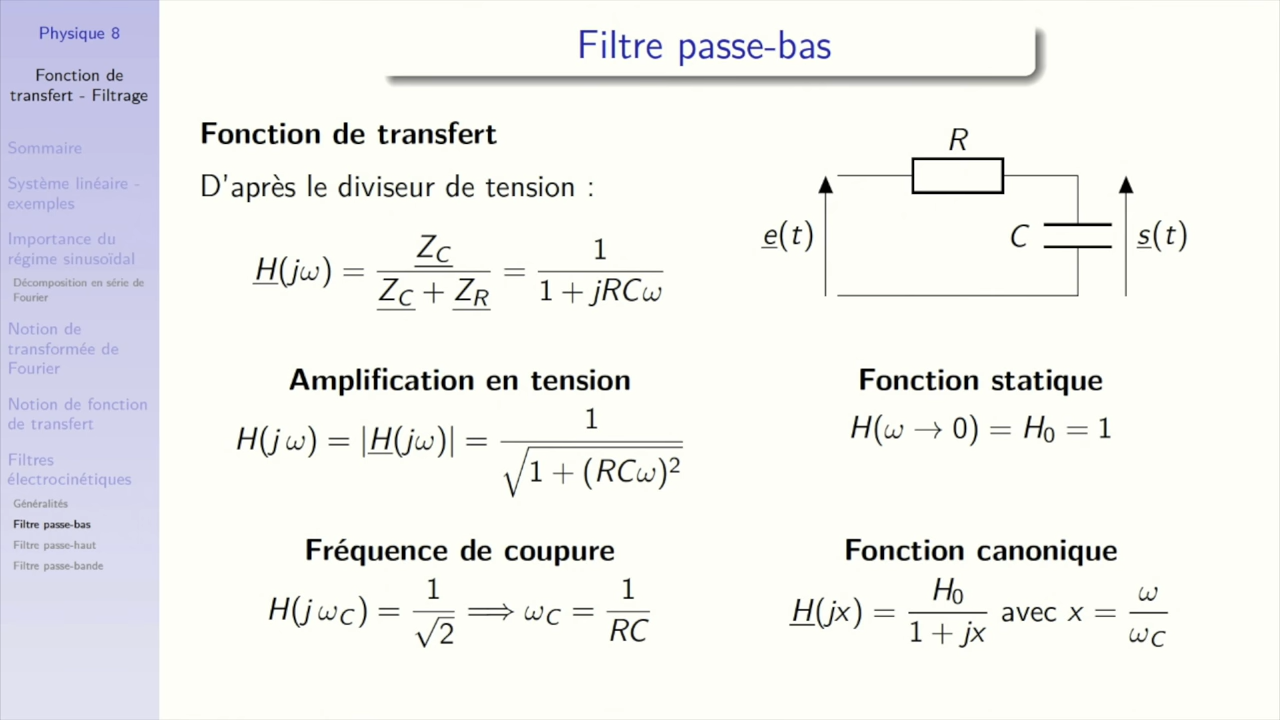 Physique 8
Fonction de
transfert - Filtrage
Sommaire
Système linéaire -
exemples
Importance du
régime sinusoïdal
Décomposition en série de
Fourier
Notion de
transformée de
Fourier
Notion de fonction
de transfert
Filtres
électrocinétiques
Généralités
Filtre passe-bas
Filtre passe-haut
Filtre passe-bande
Filtre passe-bas
Fonction de transfert
D'après le diviseur de tension :
H(jω) = Z_C / (Z_C + Z_R) = 1 / (1 + jRCω)
R
e(t)
C
s(t)
Amplification en tension
H(j ω) = |H(jω)| = 1 / √(1 + (RCω)²)
Fonction statique
H(ω → 0) = H₀ = 1
Fréquence de coupure
H(j ω_C) = 1 / √2 ⟹ ω_C = 1 / RC
Fonction canonique
H(jx) = H₀ / (1 + jx) avec x = ω / ω_C